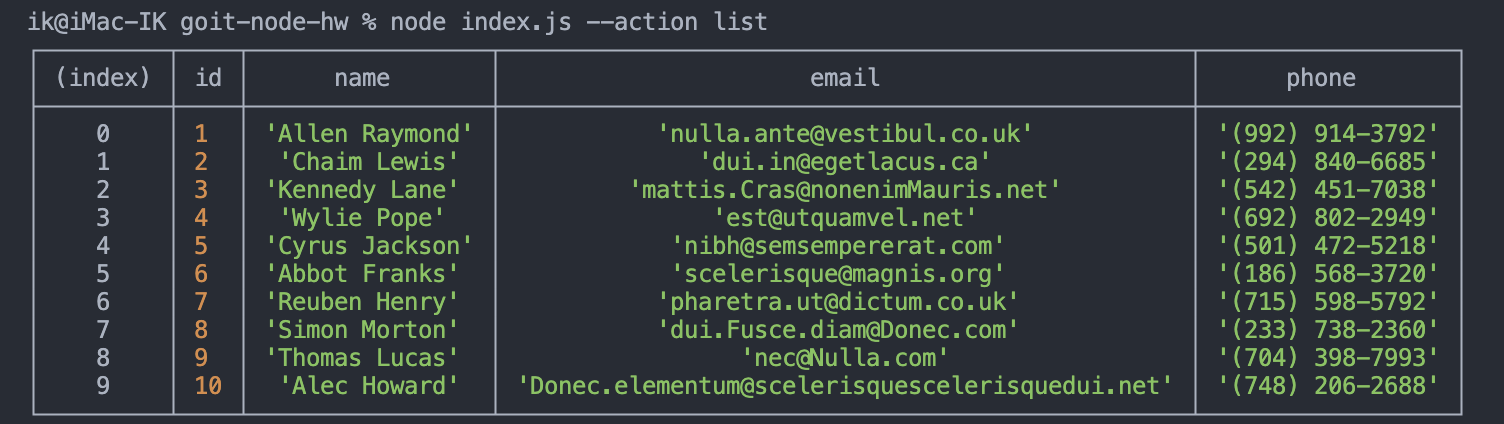 ik@iMac-IK goit-node-hw % node index.js --action list
(index) id name email phone
0 1 'Allen Raymond' 'nulla.ante@vestibul.co.uk' '(992) 914-3792'
1 2 'Chaim Lewis' 'dui.in@egetlacus.ca' '(294) 840-6685'
2 3 'Kennedy Lane' 'mattis.Cras@nonenimMauris.net' '(542) 451-7038'
3 4 'Wylie Pope' 'est@utquamvel.net' '(692) 802-2949'
4 5 'Cyrus Jackson' 'nibh@semsempererat.com' '(501) 472-5218'
5 6 'Abbot Franks' 'scelerisque@magnis.org' '(186) 568-3720'
6 7 'Reuben Henry' 'pharetra.ut@dictum.co.uk' '(715) 598-5792'
7 8 'Simon Morton' 'dui.Fusce.diam@Donec.com' '(233) 738-2360'
8 9 'Thomas Lucas' 'nec@Nulla.com' '(704) 398-7993'
9 10 'Alec Howard' 'Donec.elementum@scelerisquescelerisquedui.net' '(748) 206-2688'